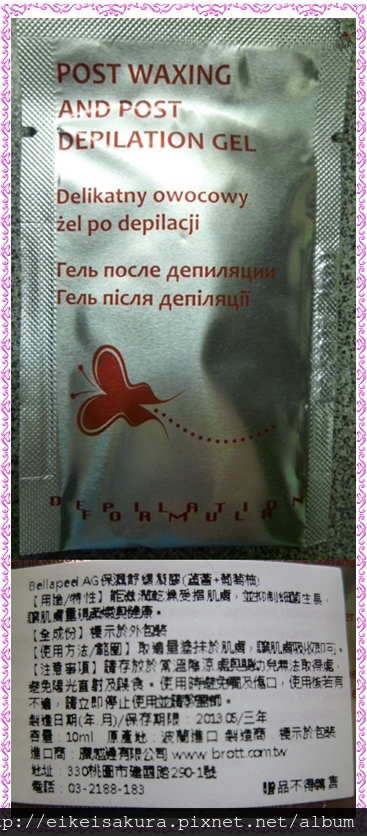 POST WAXING
AND POST
DEPILATION GEL
Delikatny owocowy
żel po depilacji
Гель после депиляции
Гель після депіляції
DEPILATION
FORMULA
Bellapeel AG保濕舒緩凝膠(蘆薈+葡萄柚)
【用途/特性】能滋潤乾燥受損肌膚，並抑制細菌生長，
讓肌膚重現柔嫩與健康。
【全成份】標示於外包裝
【使用方法/範圍】取適量塗抹於肌膚，讓肌膚吸收即可。
【注意事項】請存放於常溫陰涼處與嬰幼兒無法取得處，
避免陽光直射及誤食。使用時避免觸及傷口，使用後若有
不適，請立即停止使用並請教醫師。
製造日期(年.月)/保存期限：2013 05/三年
容量：10ml 原產地：波蘭進口 製造商：標示於包裝
進口商：有限公司 www.brott.com.tw
地址：330桃園市建國路290-1號
電話：03-2188-183 贈品不得轉售
http://eikeisakura.pixnet.net/album